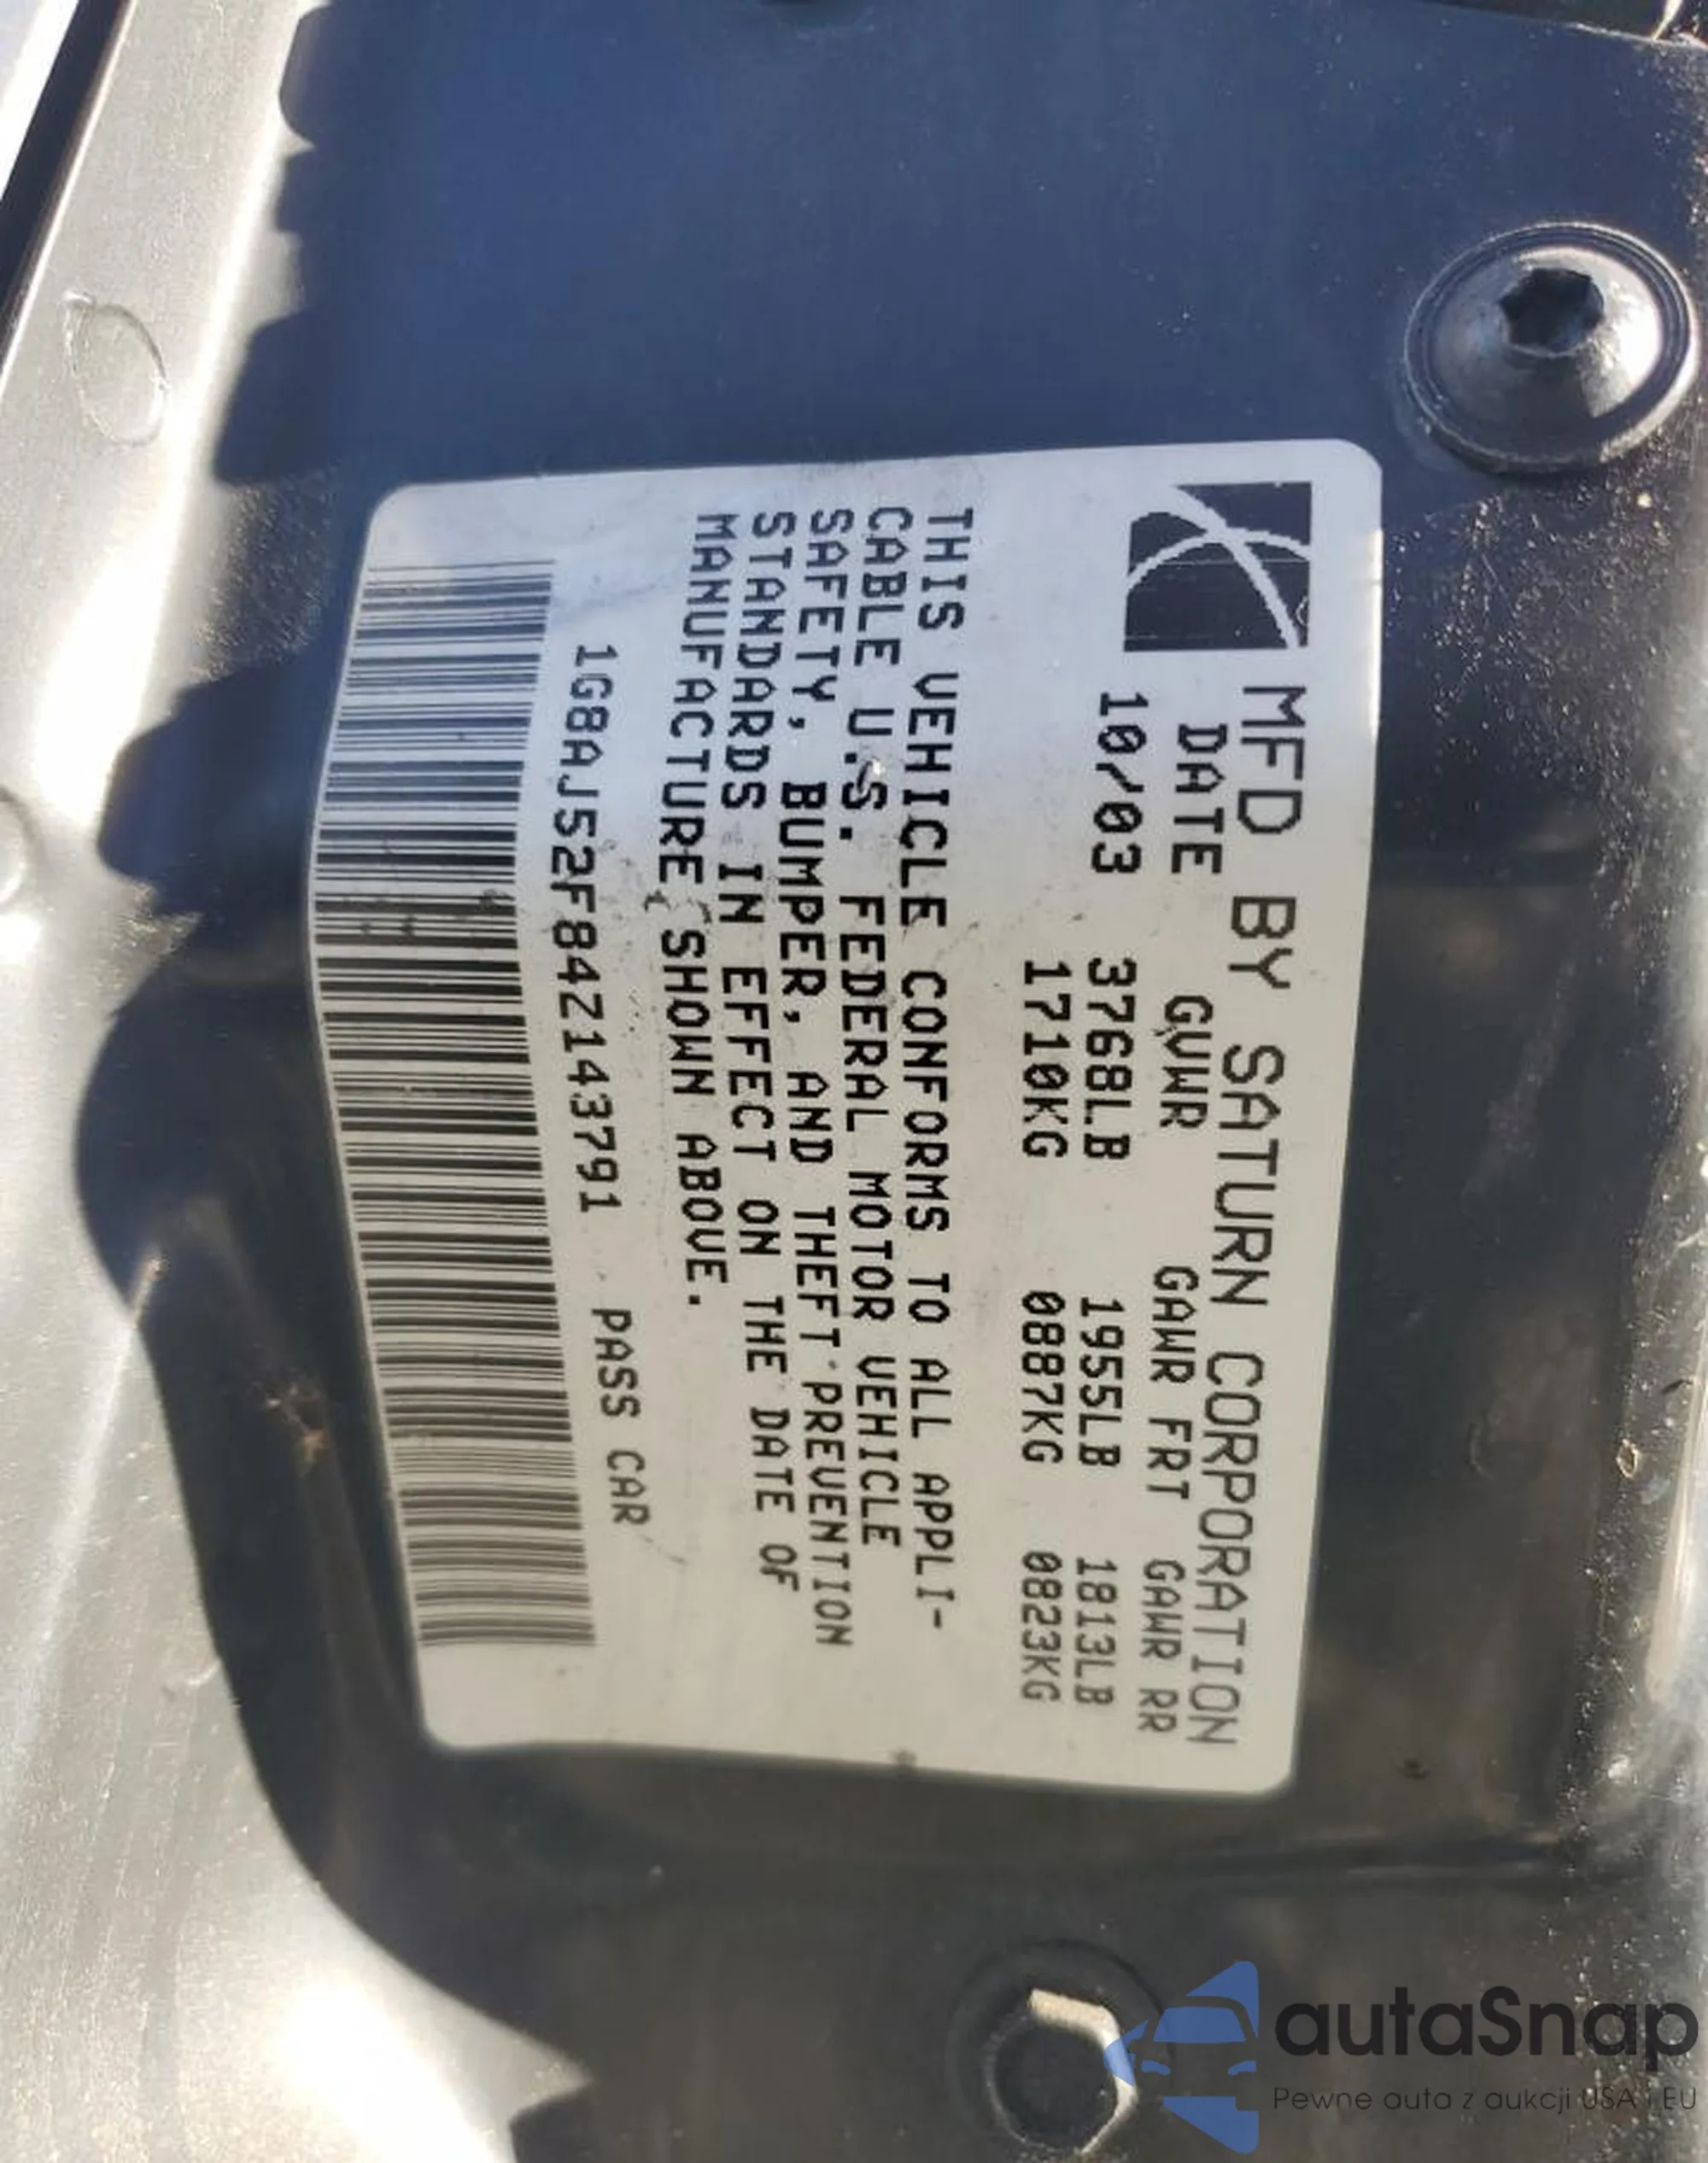 MFD BY SATURN CORPORATION
DATE GVWR GAWR FRT GAWR RR
10/03 3768LB 1955LB 1813LB
1710KG 0887KG 0823KG
THIS VEHICLE CONFORMS TO ALL APPLI-
CABLE U.S. FEDERAL MOTOR VEHICLE
SAFETY, BUMPER, AND THEFT PREVENTION
STANDARDS IN EFFECT ON THE DATE OF
MANUFACTURE SHOWN ABOVE.
1G8AJ52F84Z143791 PASS CAR
autaSnap
Pewne auta z aukcji USA i EU